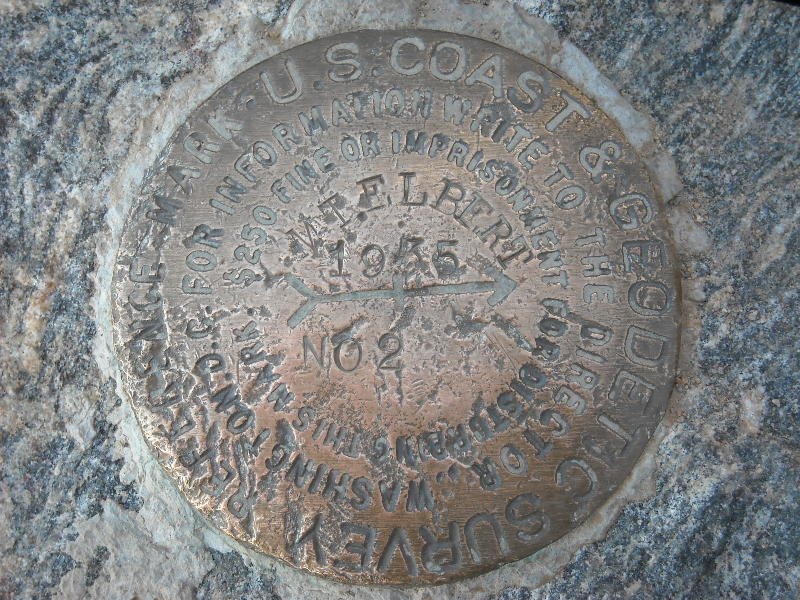 U.S. COAST & GEODETIC SURVEY
REFERENCE MARK
FOR INFORMATION WRITE TO THE DIRECTOR, WASHINGTON, D.C.
$250 FINE OR IMPRISONMENT FOR DISTURBING THIS MARK.
MT ELBERT
1935
NO 2